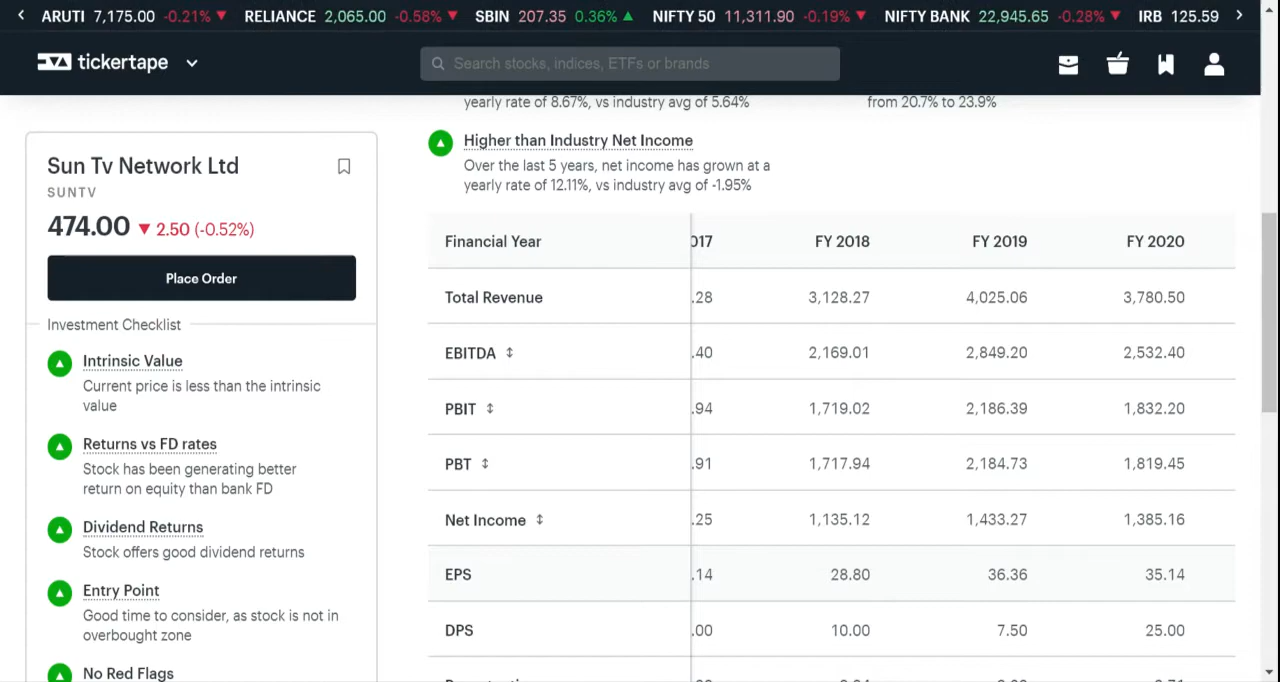 ARUTI 7,175.00 -0.21% ▼ RELIANCE 2,065.00 -0.58% ▼ SBIN 207.35 0.36% ▲ NIFTY 50 11,311.90 -0.19% ▼ NIFTY BANK 22,945.65 -0.28% ▼ IRB 125.59
tickertape
Search stocks, indices, ETFs or brands
Sun Tv Network Ltd
SUNTV
474.00 ▼ 2.50 (-0.52%)
Place Order
Investment Checklist
Intrinsic Value
Current price is less than the intrinsic
value
Returns vs FD rates
Stock has been generating better
return on equity than bank FD
Dividend Returns
Stock offers good dividend returns
Entry Point
Good time to consider, as stock is not in
overbought zone
No Red Flags
yearly rate of 8.67%, vs industry avg of 5.64%
from 20.7% to 23.9%
Higher than Industry Net Income
Over the last 5 years, net income has grown at a
yearly rate of 12.11%, vs industry avg of -1.95%
Financial Year 017 FY 2018 FY 2019 FY 2020
Total Revenue .28 3,128.27 4,025.06 3,780.50
EBITDA .40 2,169.01 2,849.20 2,532.40
PBIT .94 1,719.02 2,186.39 1,832.20
PBT .91 1,717.94 2,184.73 1,819.45
Net Income .25 1,135.12 1,433.27 1,385.16
EPS .14 28.80 36.36 35.14
DPS .00 10.00 7.50 25.00